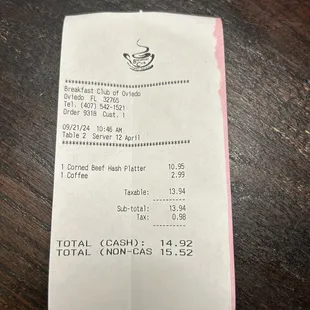 Breakfast Club of Oviedo
Oviedo FL 32765
Tel. (407) 542-1521
Order 9318 Cust. 1
09/21/24 10:46 AM
Table 2 Server 12 April
1 Corned Beef Hash Platter 10.95
1 Coffee 2.99
Taxable: 13.94
Sub-total: 13.94
Tax: 0.98
TOTAL (CASH): 14.92
TOTAL (NON-CAS 15.52